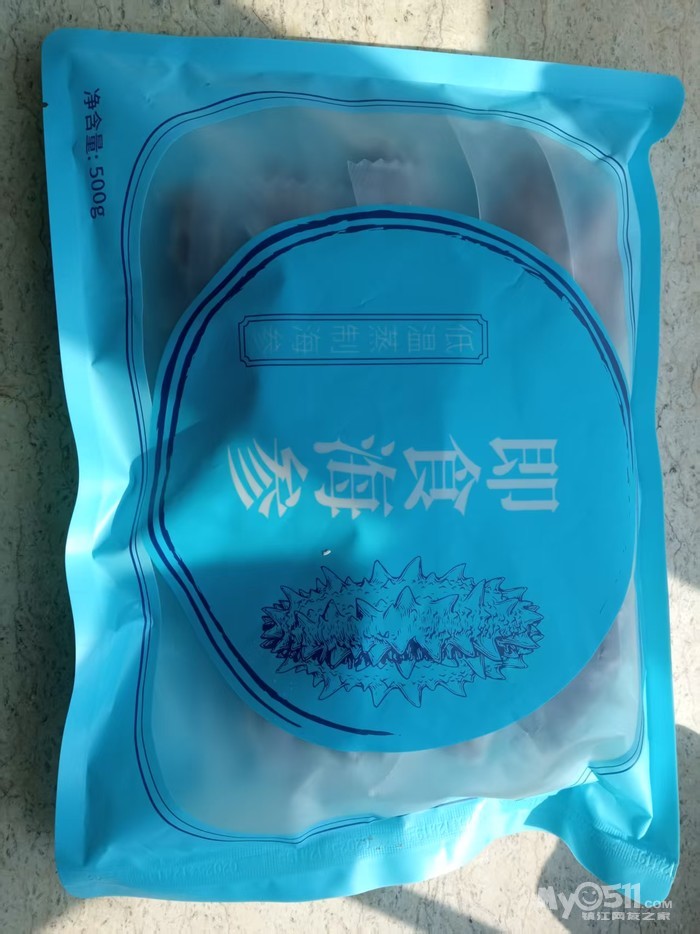 净含量: 500g
低温蒸制海参
即食海参
My0511.com
镇江网友之家